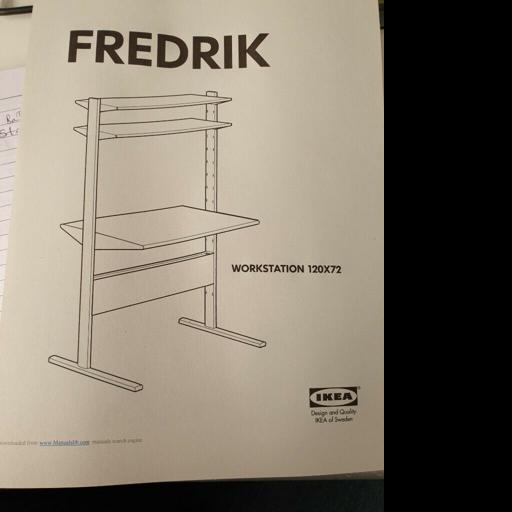 FREDRIK
WORKSTATION 120X72
IKEA
Design and Quality
IKEA of Sweden
ownloaded from www.Manualslib.com manuals search engine